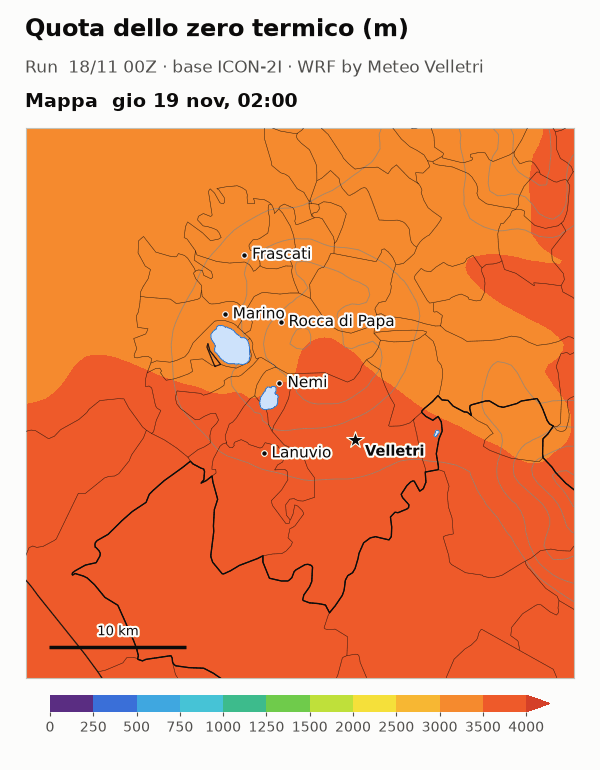 Quota dello zero termico (m)
Run  18/11 00Z · base ICON-2I · WRF by Meteo Velletri
Mappa  gio 19 nov, 02:00
Frascati
Marino
Rocca di Papa
Nemi
Velletri
Lanuvio
10 km
0 250 500 750 1000 1250 1500 2000 2500 3000 3500 4000